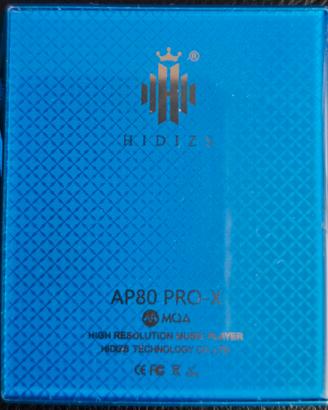 ®
HIDIZS
AP80 PRO-X
MQA
HIGH RESOLUTION MUSIC PLAYER
HIDIZS TECHNOLOGY CO., LTD
CE FC